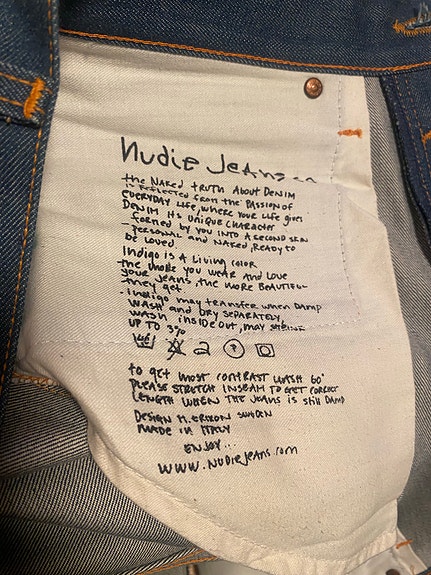 Nudie Jeans co
the NAKED truth About DENIM
is REFLECTED from the PASSION OF
EVERYDAY LIFE, WHERE YOUR LIFE gives
DENIM its UNIQUE CHARACTER
- FORMED BY YOU INTO A SECOND SKIN
- PERSONAL AND NAKED, READY TO
BE LOVED
Indigo is A LIVING COLOR
- the MORE YOU WEAR AND LOVE
YOUR JEANS, the MORE BEAUTIFUL
they get
- indigo may transfer when DAMP
WASH and DRY SEPARATELY,
WASH INSIDE OUT, MAY SHRINK
UP TO 3%
to get MOST CONTRAST WASH 60°
PLEASE STRETCH INSEAM TO GET CORRECT
LENGTH WHEN THE JEANS is still DAMP
DESIGN M. ERIXON SWEDEN
MADE IN ITALY
ENJOY...
WWW.NUDIEJEANS.com